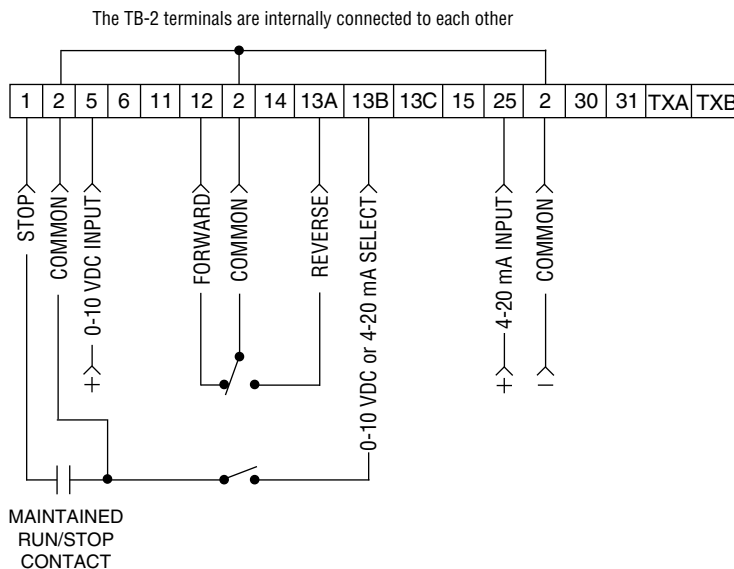 The TB-2 terminals are internally connected to each other
1 2 5 6 11 12 2 14 13A 13B 13C 15 25 2 30 31 TXA TXB
STOP
COMMON
0-10 VDC INPUT
+
FORWARD
COMMON
REVERSE
0-10 VDC or 4-20 mA SELECT
4-20 mA INPUT
+
COMMON
–
MAINTAINED
RUN/STOP
CONTACT